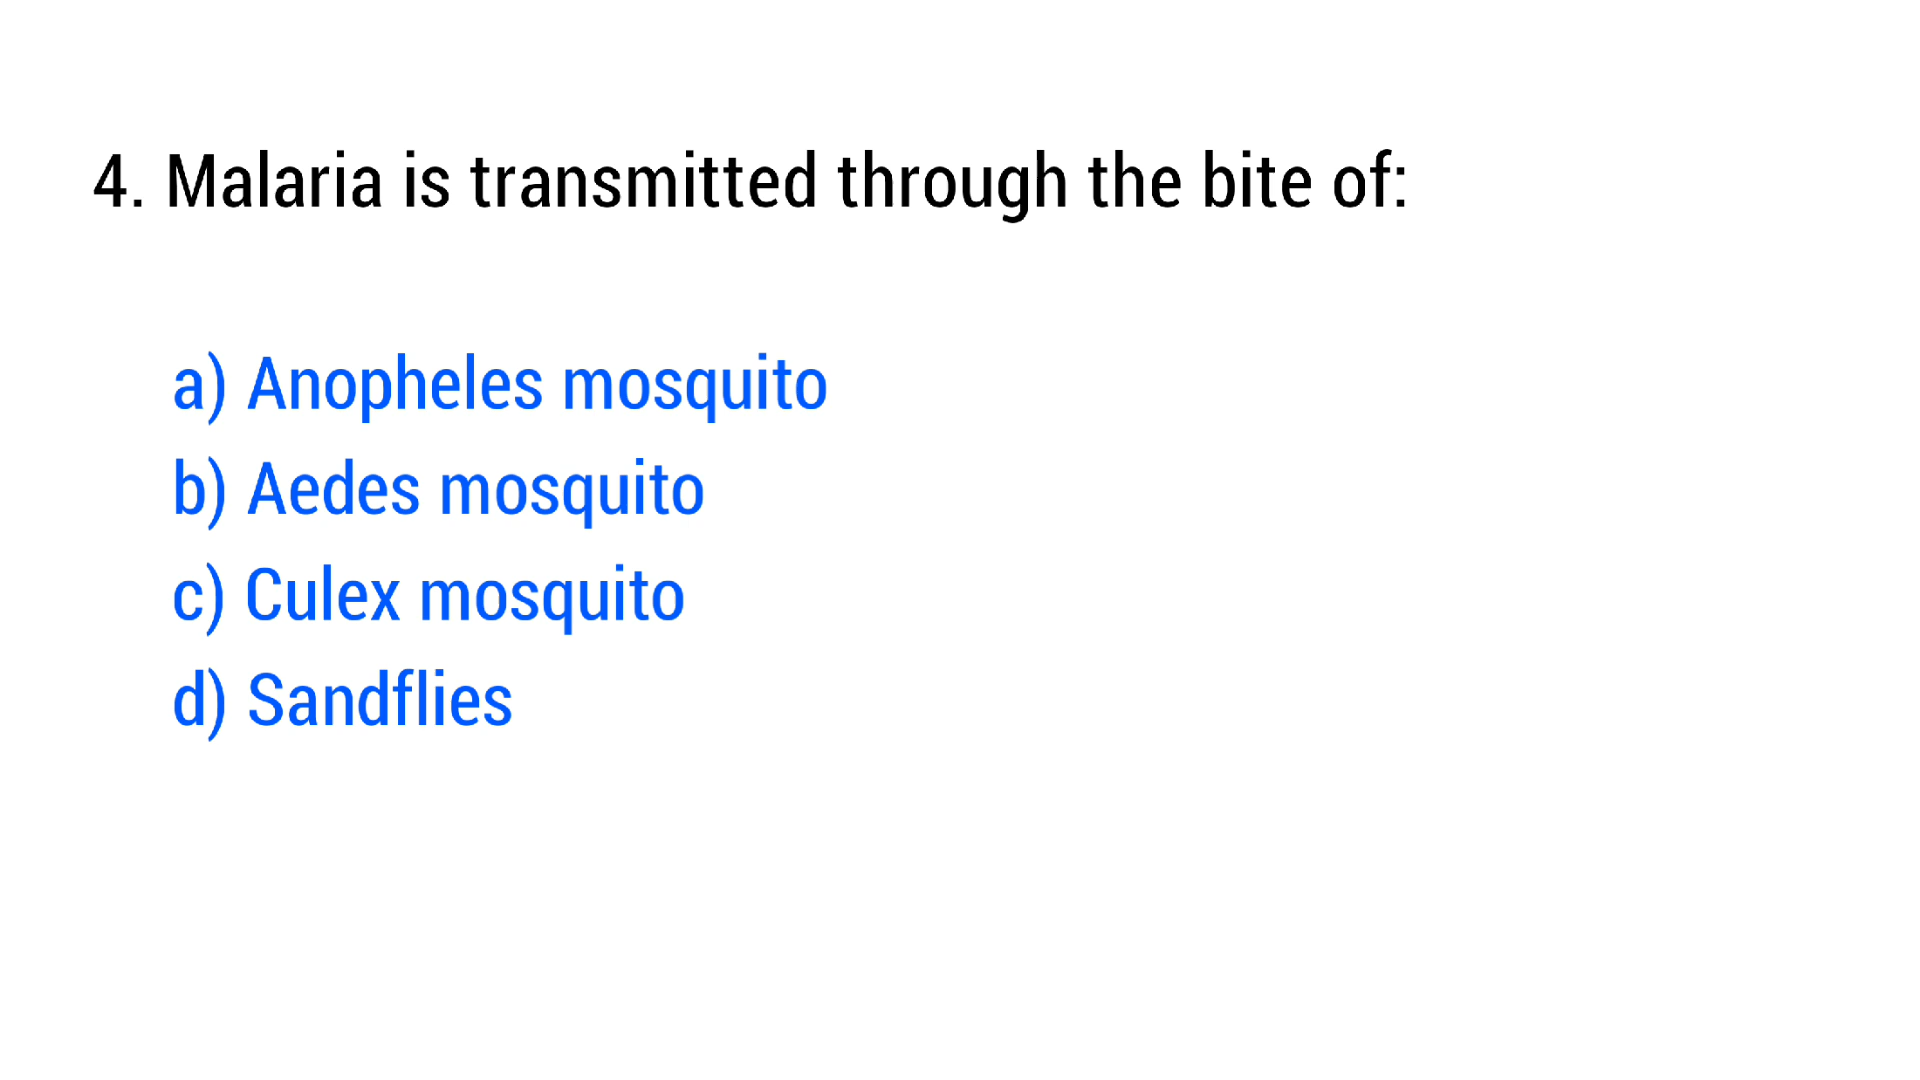 4. Malaria is transmitted through the bite of:
a) Anopheles mosquito
b) Aedes mosquito
c) Culex mosquito
d) Sandflies